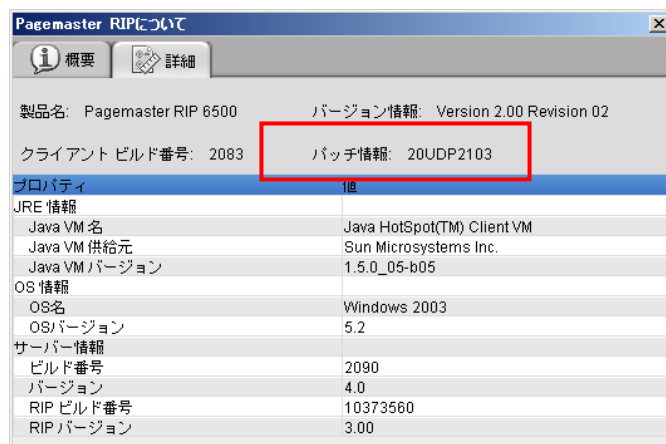 Pagemaster RIPについて
概要 詳細
製品名: Pagemaster RIP 6500 バージョン情報: Version 2.00 Revision 02
クライアント ビルド番号: 2083 パッチ情報: 20UDP2103
プロパティ 値
JRE 情報
Java VM 名 Java HotSpot(TM) Client VM
Java VM 供給元 Sun Microsystems Inc.
Java VM バージョン 1.5.0_05-b05
OS 情報
OS名 Windows 2003
OSバージョン 5.2
サーバー情報
ビルド番号 2090
バージョン 4.0
RIP ビルド番号 10373560
RIP バージョン 3.00